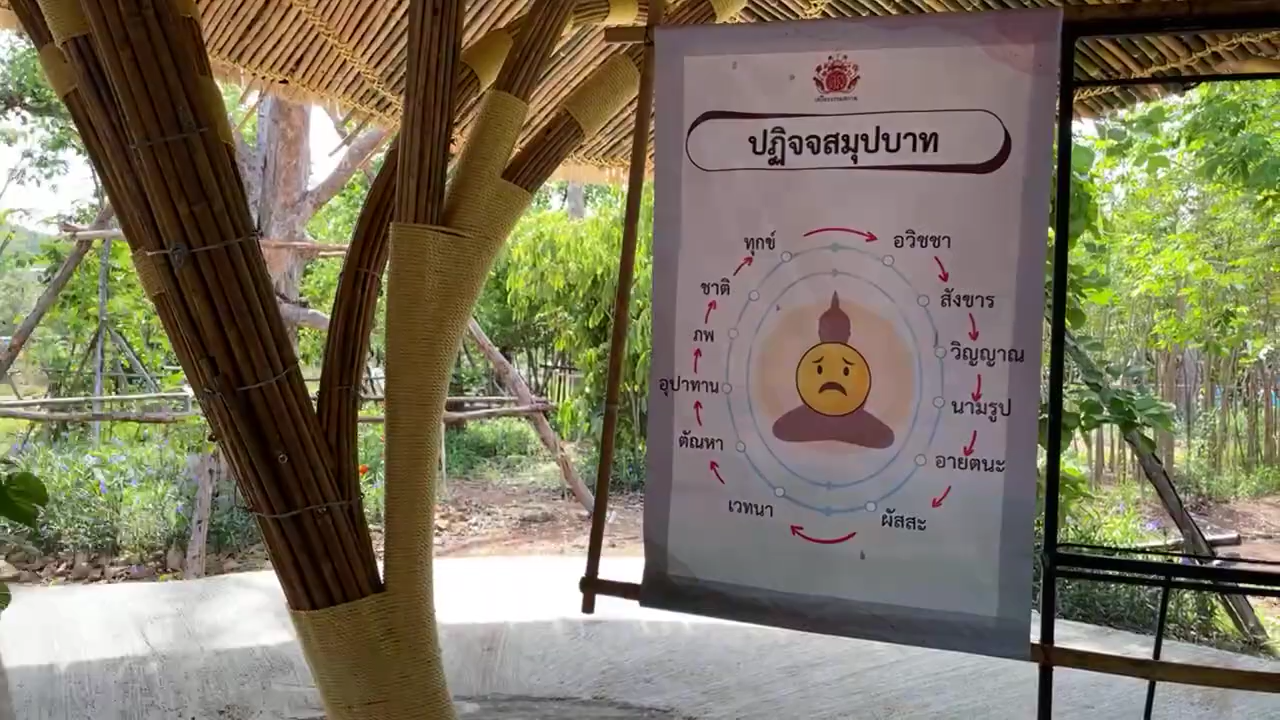 ปฏิจจสมุปบาท
อวิชชา
สังขาร
วิญญาณ
นามรูป
อายตนะ
ผัสสะ
เวทนา
ตัณหา
อุปาทาน
ภพ
ชาติ
ทุกข์